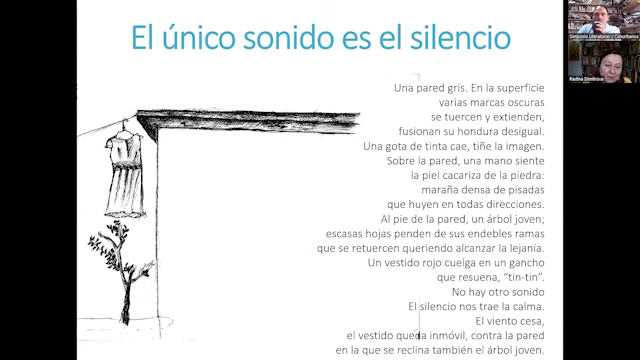 El único sonido es el silencio
Una pared gris. En la superficie
varias marcas oscuras
se tuercen y extienden,
fusionan su hondura desigual.
Una gota de tinta cae, tiñe la imagen.
Sobre la pared, una mano siente
la piel cacariza de la piedra:
maraña densa de pisadas
que huyen en todas direcciones.
Al pie de la pared, un árbol joven;
escasas hojas penden de sus endebles ramas
que se retuercen queriendo alcanzar la lejanía.
Un vestido rojo cuelga en un gancho
que resuena, “tin-tin”.
No hay otro sonido
El silencio nos trae la calma.
El viento cesa,
el vestido queda inmóvil, contra la pared
en la que se reclina también el árbol joven.
Simposio Literaturas y Conurbanos
Radina Dimitrova